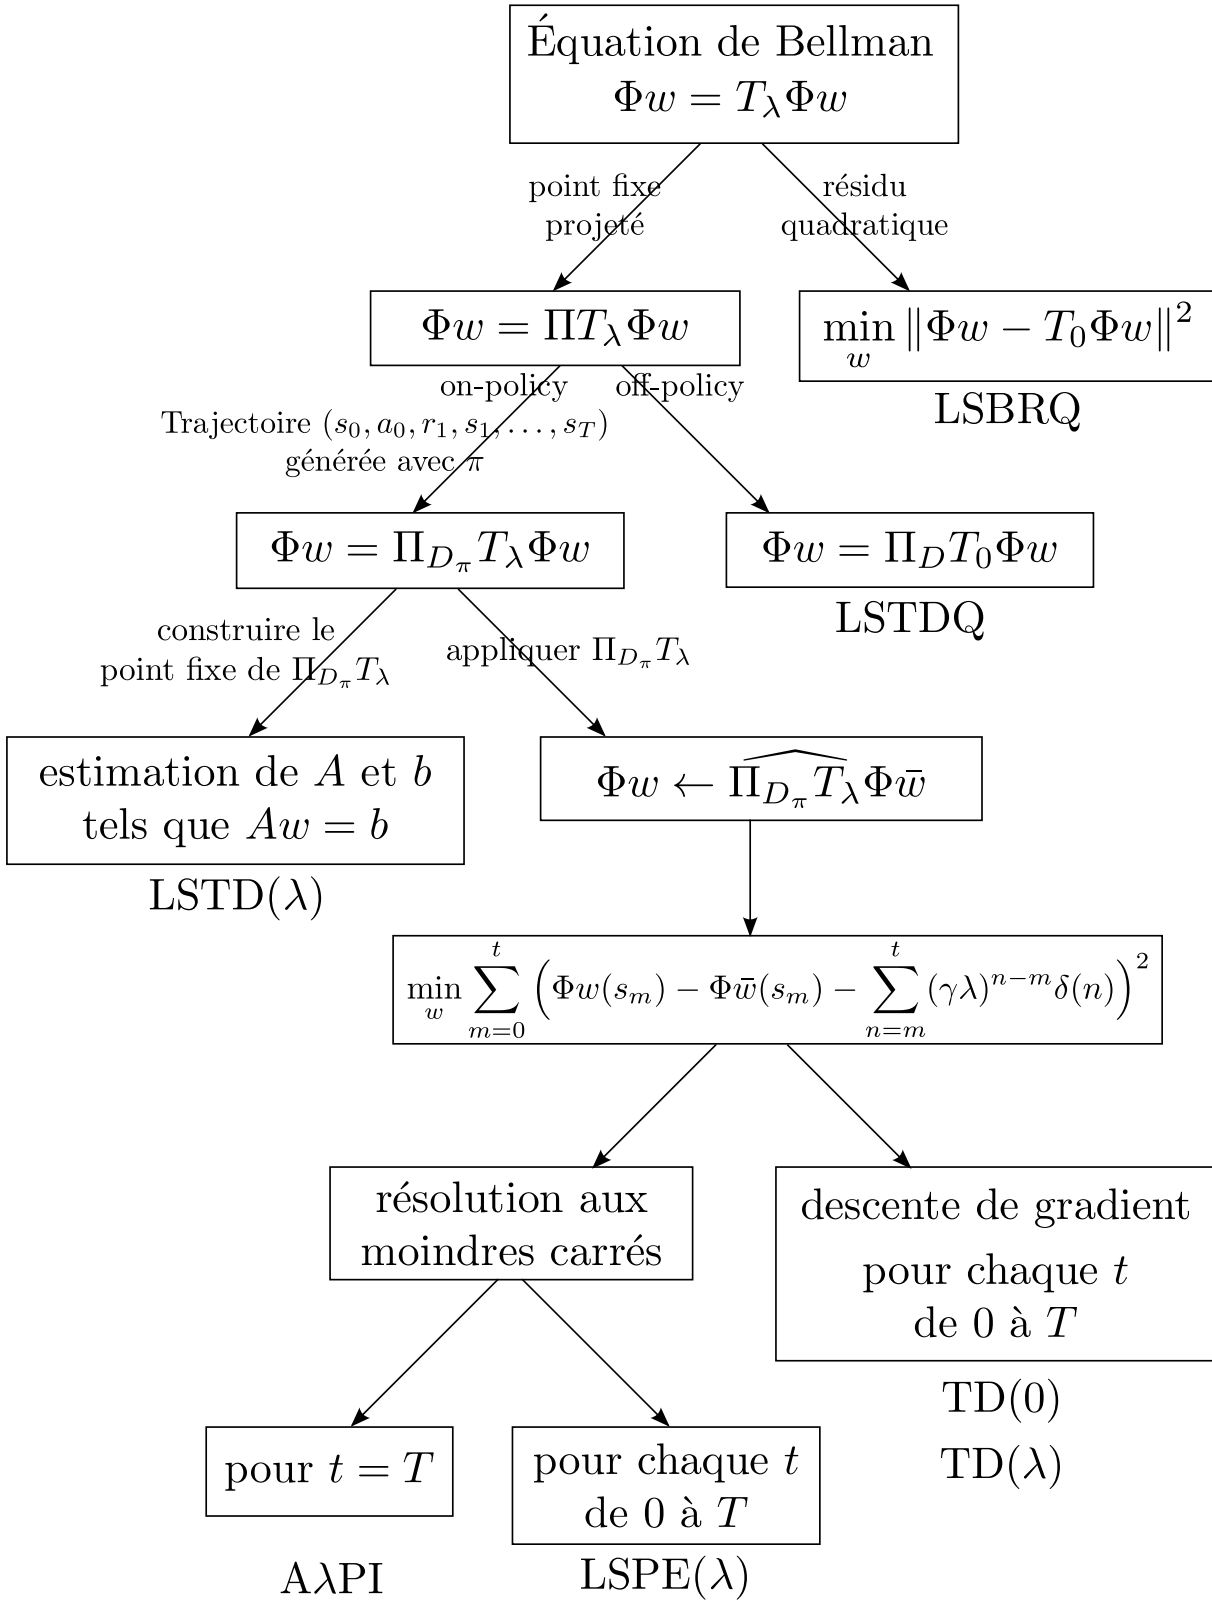 Équation de Bellman
Φw = T_λΦw
point fixe
projeté
résidu
quadratique
Φw = ΠT_λΦw
min_w ‖Φw − T_0Φw‖²
LSBRQ
on-policy
off-policy
Trajectoire (s_0, a_0, r_1, s_1, . . . , s_T)
générée avec π
Φw = Π_{D_π}T_λΦw
Φw = Π_D T_0Φw
LSTDQ
construire le
point fixe de Π_{D_π}T_λ
appliquer Π_{D_π}T_λ
estimation de A et b
tels que Aw = b
LSTD(λ)
Φw ← \widehat{Π_{D_π}T_λ}Φw̄
min_w ∑_{m=0}^{t} (Φw(s_m) − Φw̄(s_m) − ∑_{n=m}^{t} (γλ)^{n−m}δ(n))²
résolution aux
moindres carrés
descente de gradient
pour chaque t
de 0 à T
TD(0)
TD(λ)
pour t = T
AλPI
pour chaque t
de 0 à T
LSPE(λ)